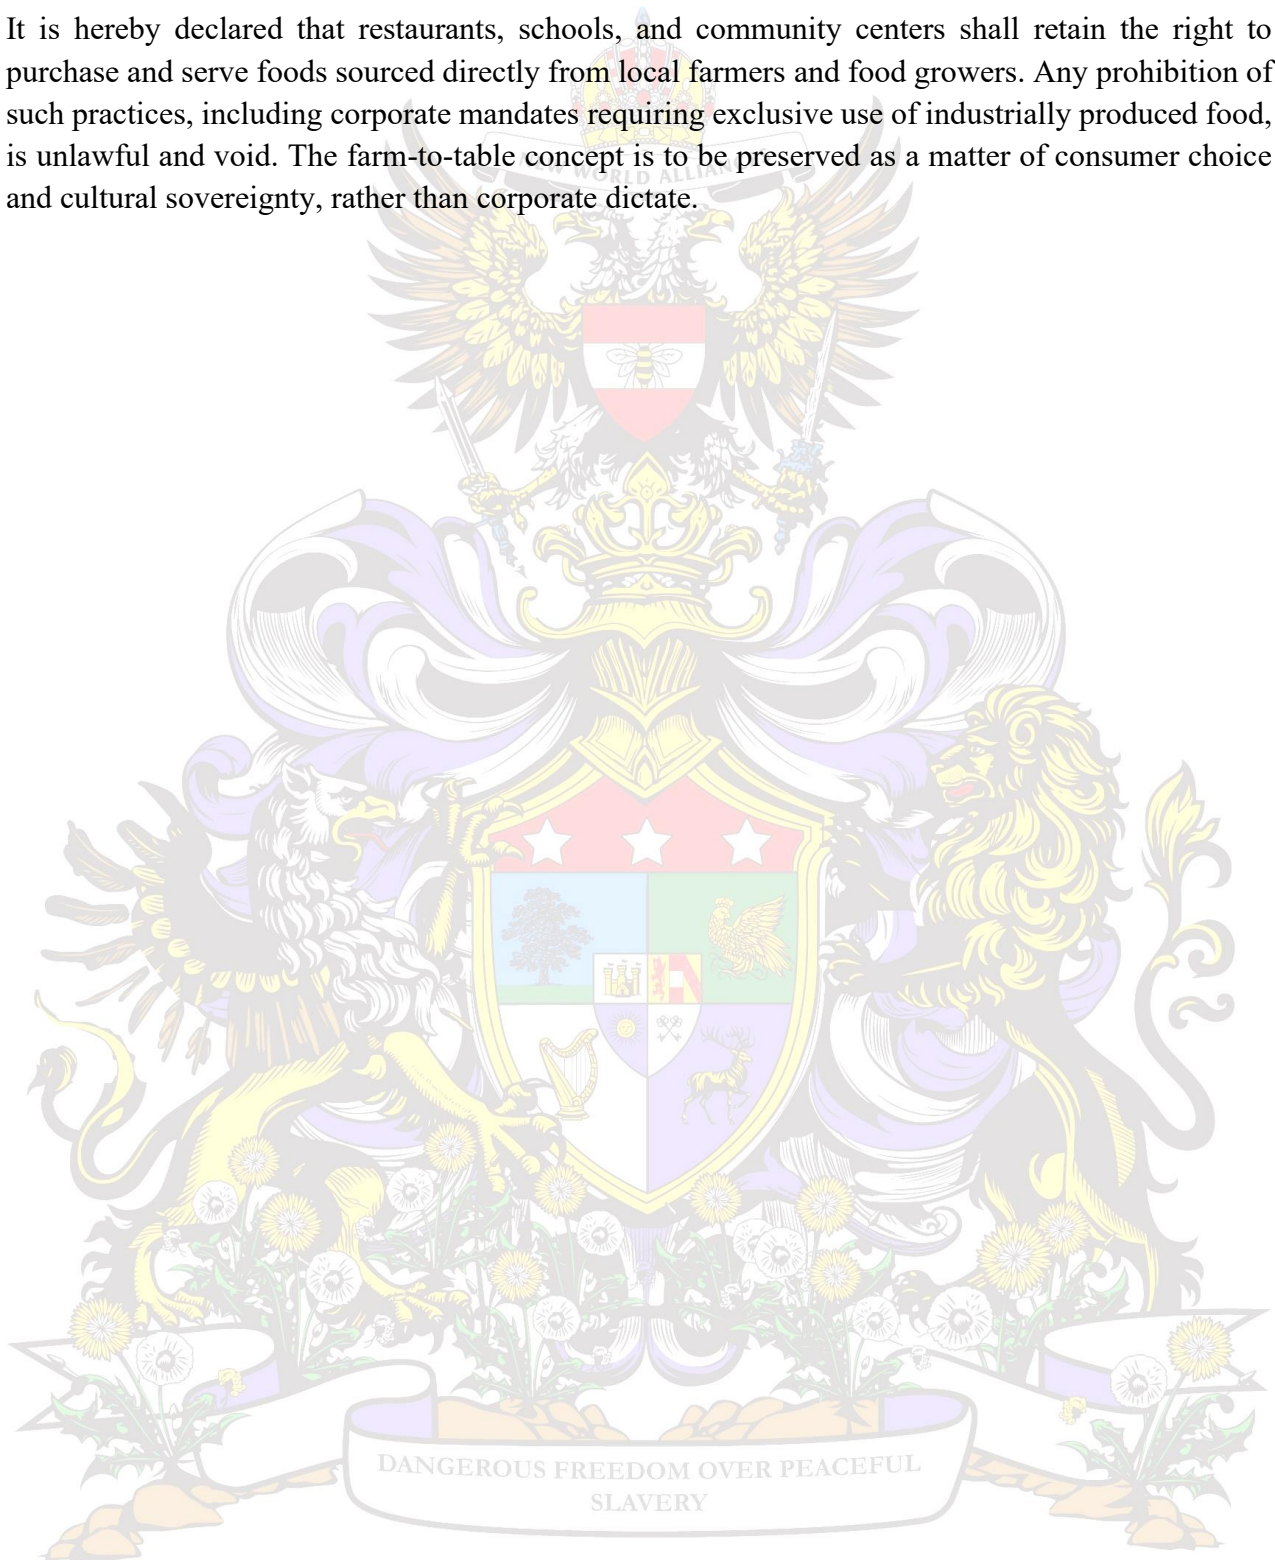 It is hereby declared that restaurants, schools, and community centers shall retain the right to
purchase and serve foods sourced directly from local farmers and food growers. Any prohibition of
such practices, including corporate mandates requiring exclusive use of industrially produced food,
is unlawful and void. The farm-to-table concept is to be preserved as a matter of consumer choice
NEW WORLD ALLIANCE
and cultural sovereignty, rather than corporate dictate.
DANGEROUS FREEDOM OVER PEACEFUL
SLAVERY